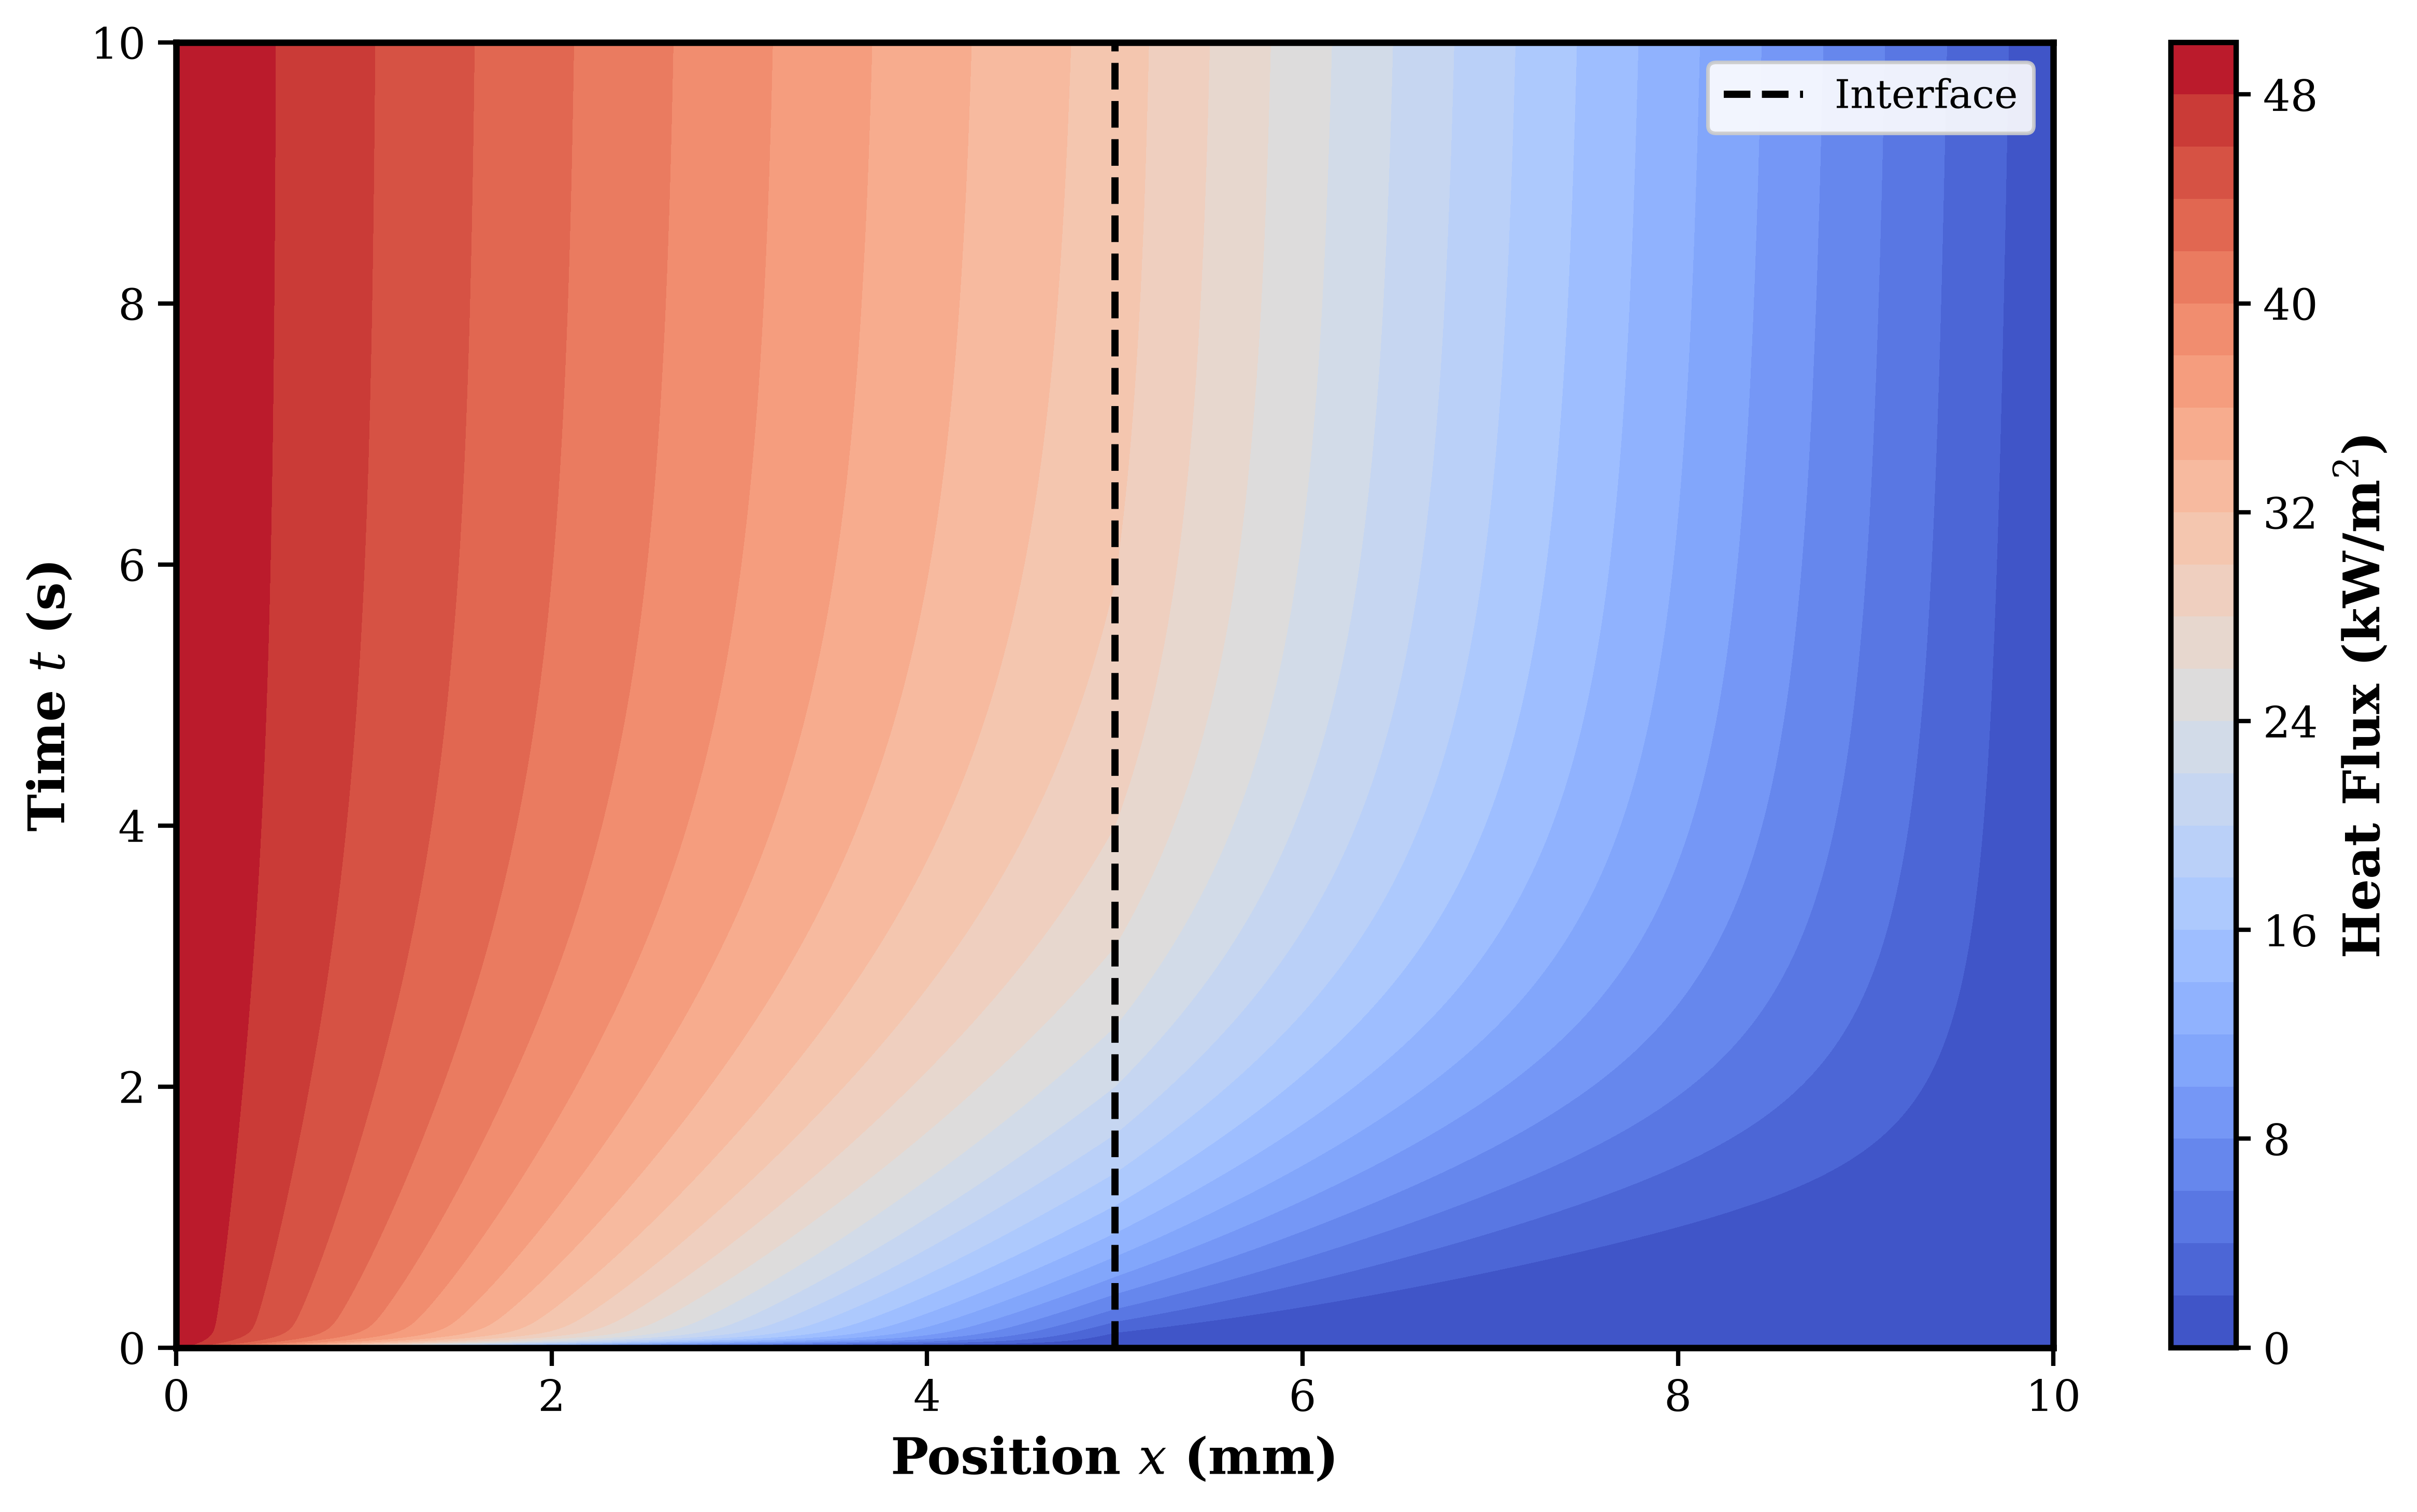 10
8
6
4
2
0
Time t (s)
0 2 4 6 8 10
Position x (mm)
Interface
48
40
32
24
16
8
0
Heat Flux (kW/m²)